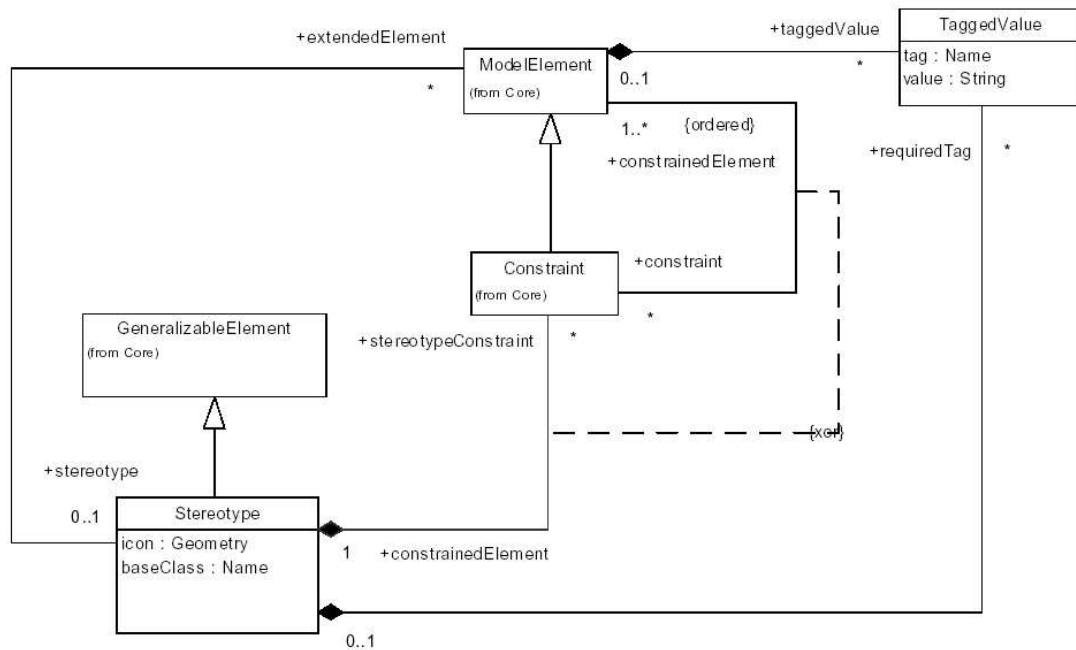 TaggedValue
+taggedValue
+extendedElement
tag : Name
ModelElement
value : String
0..1
*
*
(from Core)
1..*
{ordered}
+requiredTag
*
+constrainedElement
+constraint
Constraint
(from Core)
*
GeneralizableElement
+stereotypeConstraint
*
(from Core)
{xor}
+stereotype
0..1
Stereotype
icon : Geometry
1
+constrainedElement
baseClass : Name
0..1